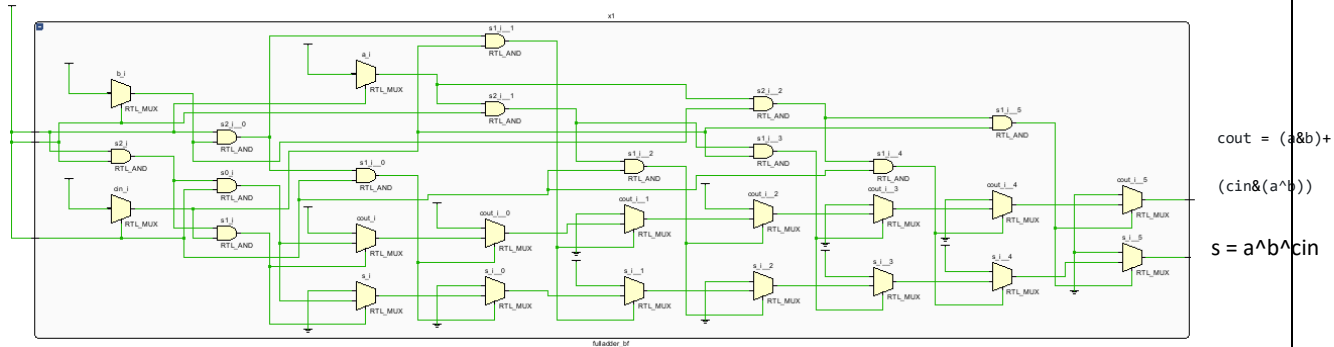 x1
s1_i__1
RTL_AND
a_i
RTL_MUX
b_i
RTL_MUX
s2_i__1
RTL_AND
s2_i__2
RTL_AND
s2_i__0
RTL_AND
s1_i__5
RTL_AND
s2_i
RTL_AND
s1_i__3
RTL_AND
s1_i__2
RTL_AND
s1_i__4
RTL_AND
s1_i__0
RTL_AND
s0_i
RTL_AND
cin_i
RTL_MUX
s1_i
RTL_AND
cout_i
RTL_MUX
cout_i__0
RTL_MUX
cout_i__1
RTL_MUX
cout_i__2
RTL_MUX
cout_i__3
RTL_MUX
cout_i__4
RTL_MUX
cout_i__5
RTL_MUX
s_i
RTL_MUX
s_i__0
RTL_MUX
s_i__1
RTL_MUX
s_i__2
RTL_MUX
s_i__3
RTL_MUX
s_i__4
RTL_MUX
s_i__5
RTL_MUX
fulladder_bf
cout = (a&b)+
(cin&(a^b))
s = a^b^cin